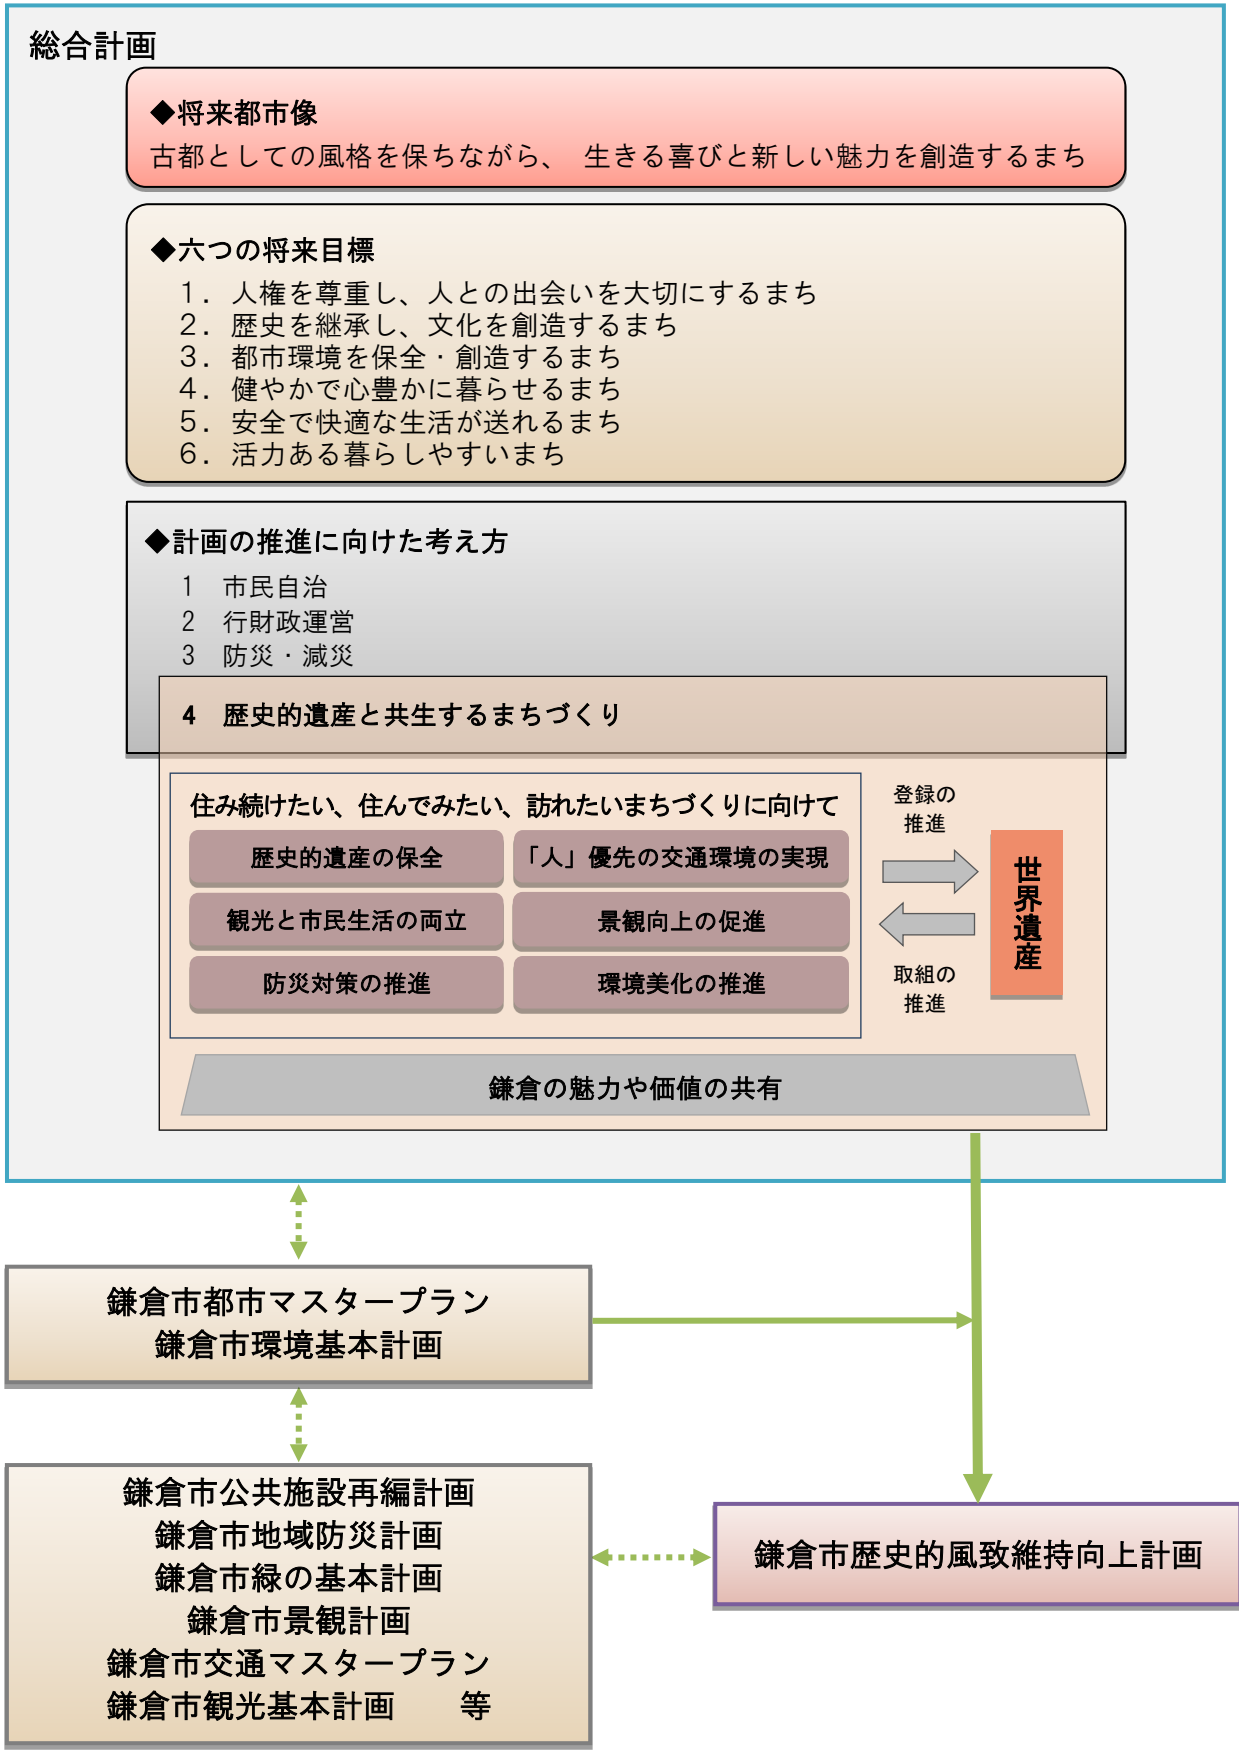 総合計画
◆将来都市像
古都としての風格を保ちながら、　生きる喜びと新しい魅力を創造するまち
◆六つの将来目標
１．人権を尊重し、人との出会いを大切にするまち
２．歴史を継承し、文化を創造するまち
３．都市環境を保全・創造するまち
４．健やかで心豊かに暮らせるまち
５．安全で快適な生活が送れるまち
６．活力ある暮らしやすいまち
◆計画の推進に向けた考え方
1　市民自治
2　行財政運営
3　防災・減災
4　歴史的遺産と共生するまちづくり
住み続けたい、住んでみたい、訪れたいまちづくりに向けて
歴史的遺産の保全
「人」優先の交通環境の実現
観光と市民生活の両立
景観向上の促進
防災対策の推進
環境美化の推進
登録の
推進
世界遺産
取組の
推進
鎌倉の魅力や価値の共有
鎌倉市都市マスタープラン
鎌倉市環境基本計画
鎌倉市公共施設再編計画
鎌倉市地域防災計画
鎌倉市緑の基本計画
鎌倉市景観計画
鎌倉市交通マスタープラン
鎌倉市観光基本計画　　等
鎌倉市歴史的風致維持向上計画